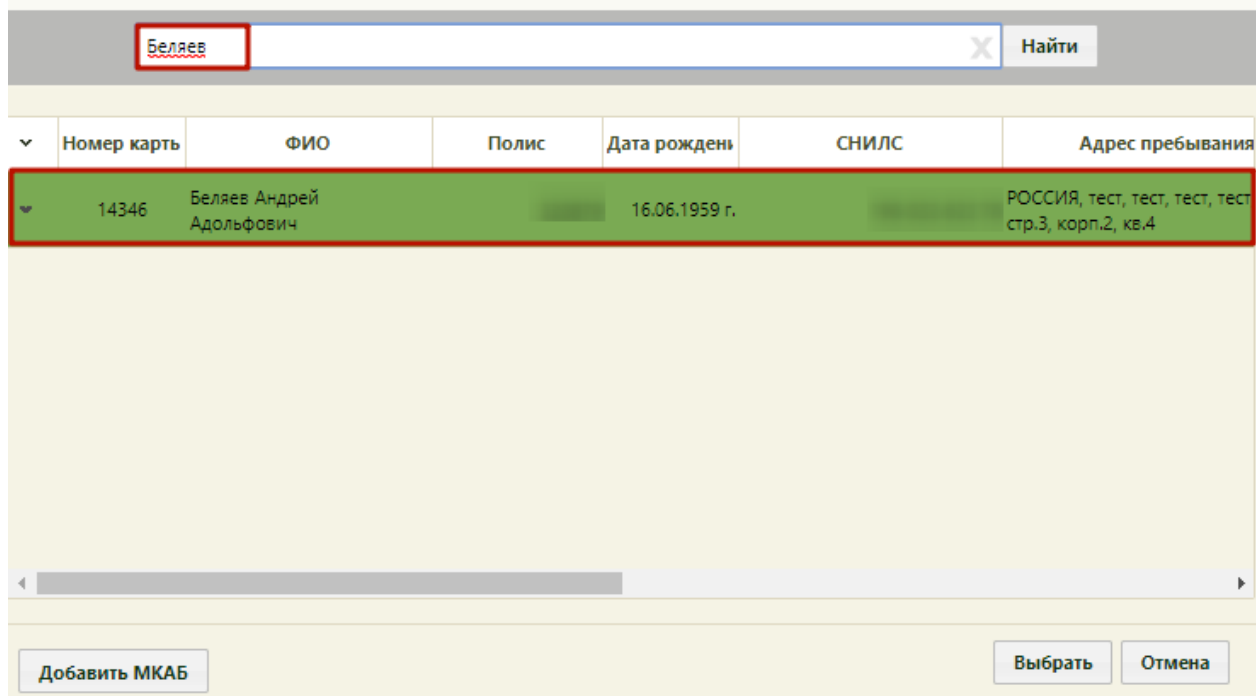 Беляев
X Найти
Номер карть ФИО Полис Дата рождени СНИЛС Адрес пребывания
14346 Беляев Андрей 16.06.1959 г. РОССИЯ, тест, тест, тест, тест
Адольфович стр.3, корп.2, кв.4
Добавить МКАБ Выбрать Отмена